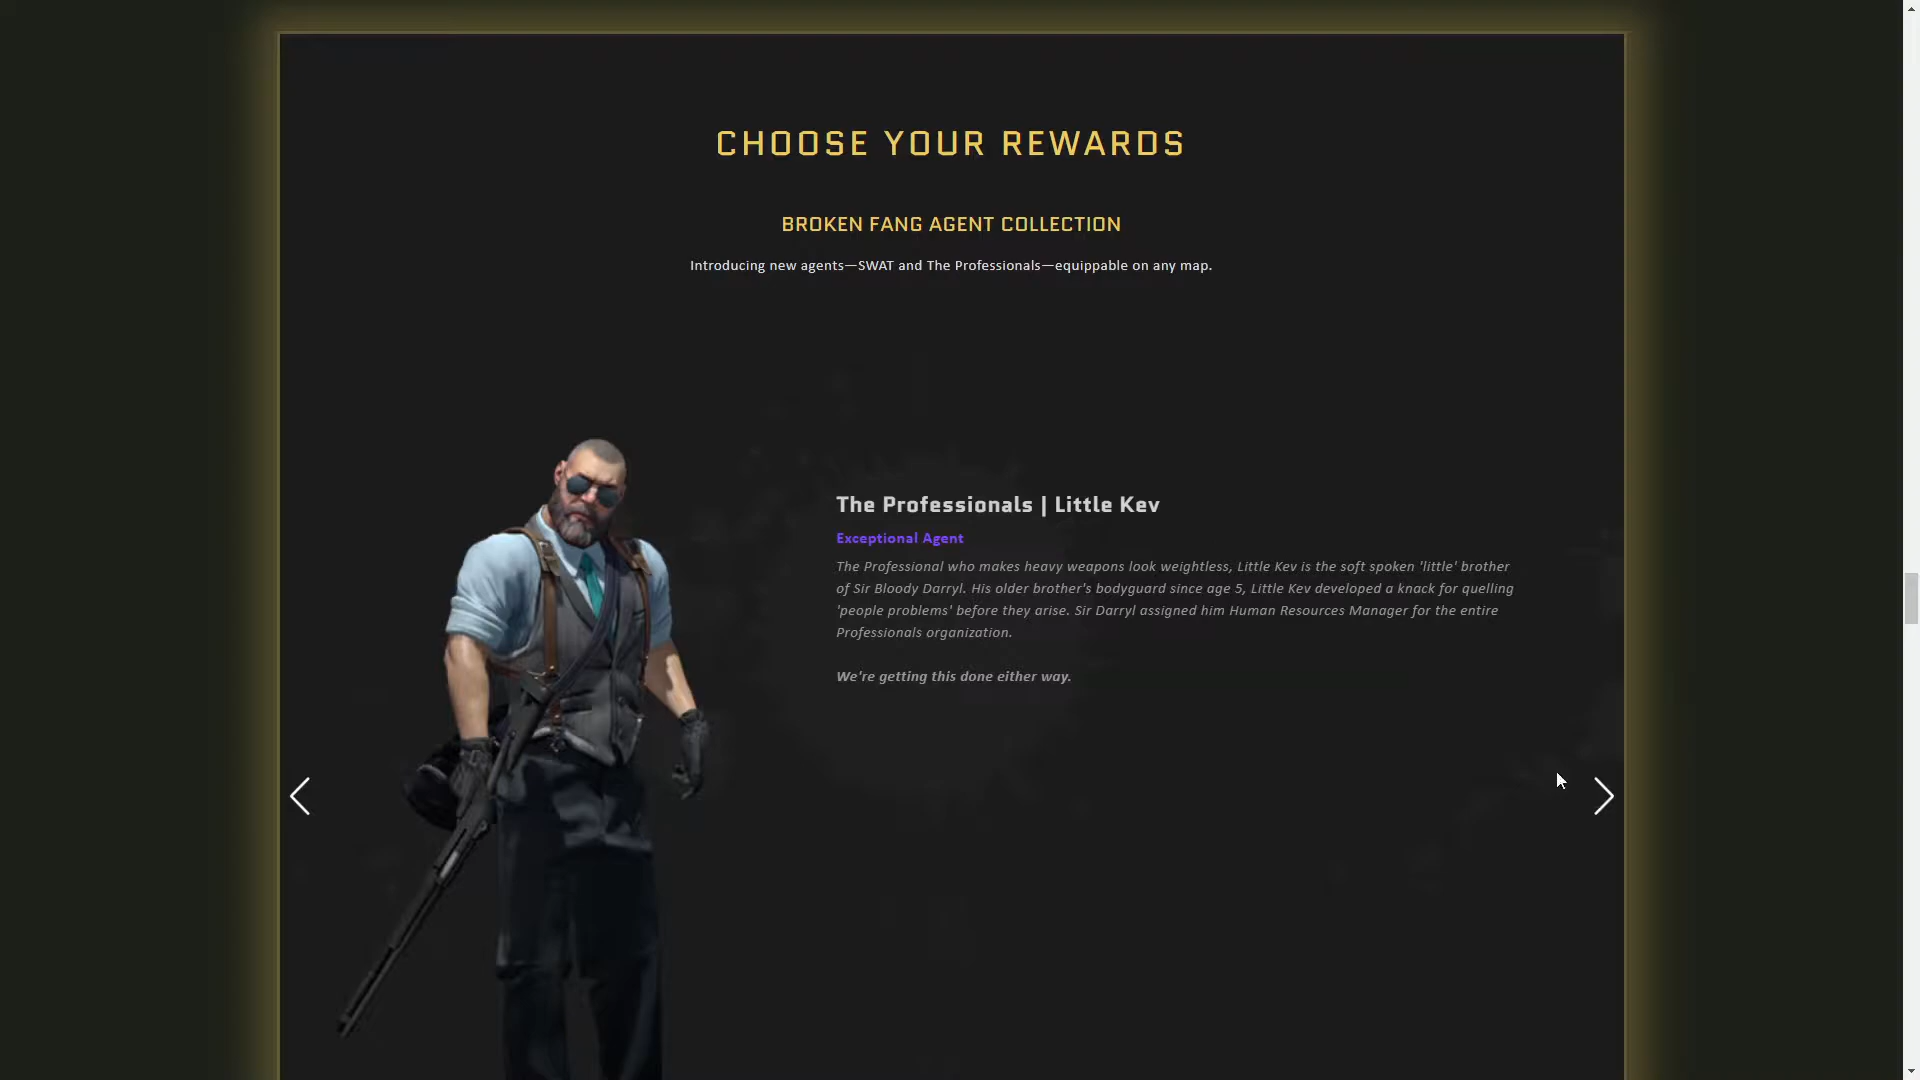 CHOOSE YOUR REWARDS
BROKEN FANG AGENT COLLECTION
Introducing new agents—SWAT and The Professionals—equippable on any map.
The Professionals | Little Kev
Exceptional Agent
The Professional who makes heavy weapons look weightless, Little Kev is the soft spoken 'little' brother
of Sir Bloody Darryl. His older brother's bodyguard since age 5, Little Kev developed a knack for quelling
'people problems' before they arise. Sir Darryl assigned him Human Resources Manager for the entire
Professionals organization.
We're getting this done either way.